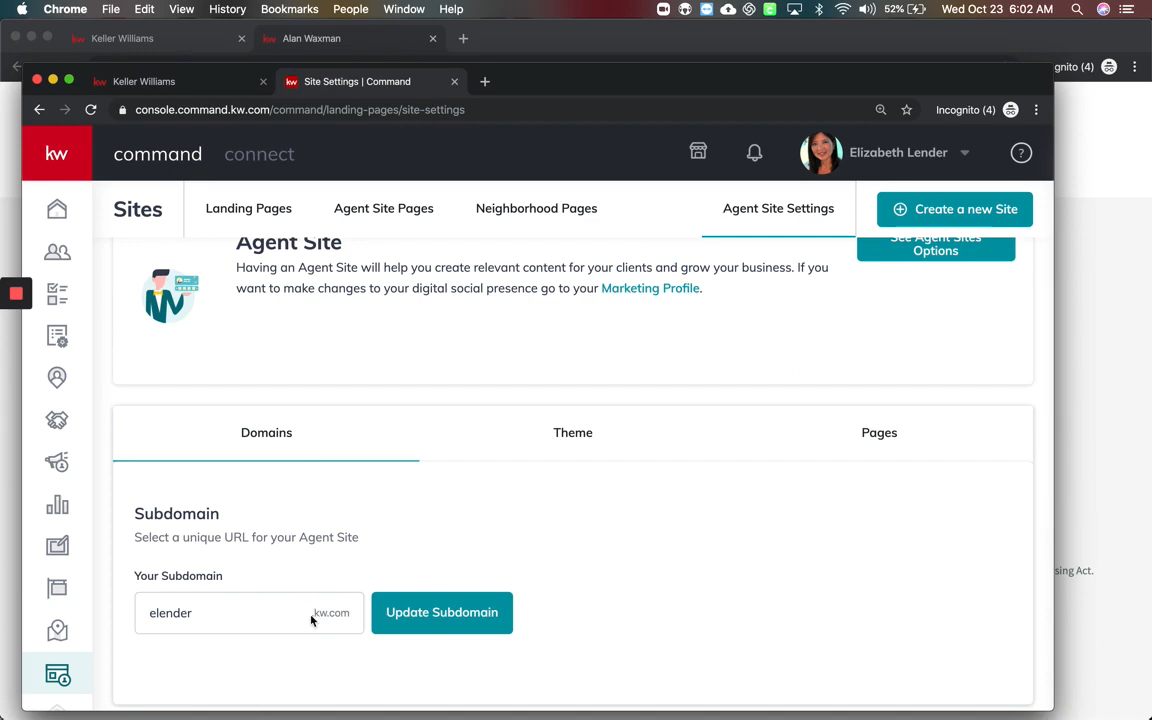 Chrome File Edit View History Bookmarks People Window Help 52% Wed Oct 23 6:02 AM
kw Keller Williams kw Alan Waxman
gnito (4)
kw Keller Williams kw Site Settings | Command
console.command.kw.com/command/landing-pages/site-settings Incognito (4)
kw command connect Elizabeth Lender ?
Sites Landing Pages Agent Site Pages Neighborhood Pages Agent Site Settings Create a new Site
Agent Site
See Agent Sites
Options
Having an Agent Site will help you create relevant content for your clients and grow your business. If you
want to make changes to your digital social presence go to your Marketing Profile.
Domains Theme Pages
Subdomain
Select a unique URL for your Agent Site
sing Act.
Your Subdomain
elender .kw.com Update Subdomain